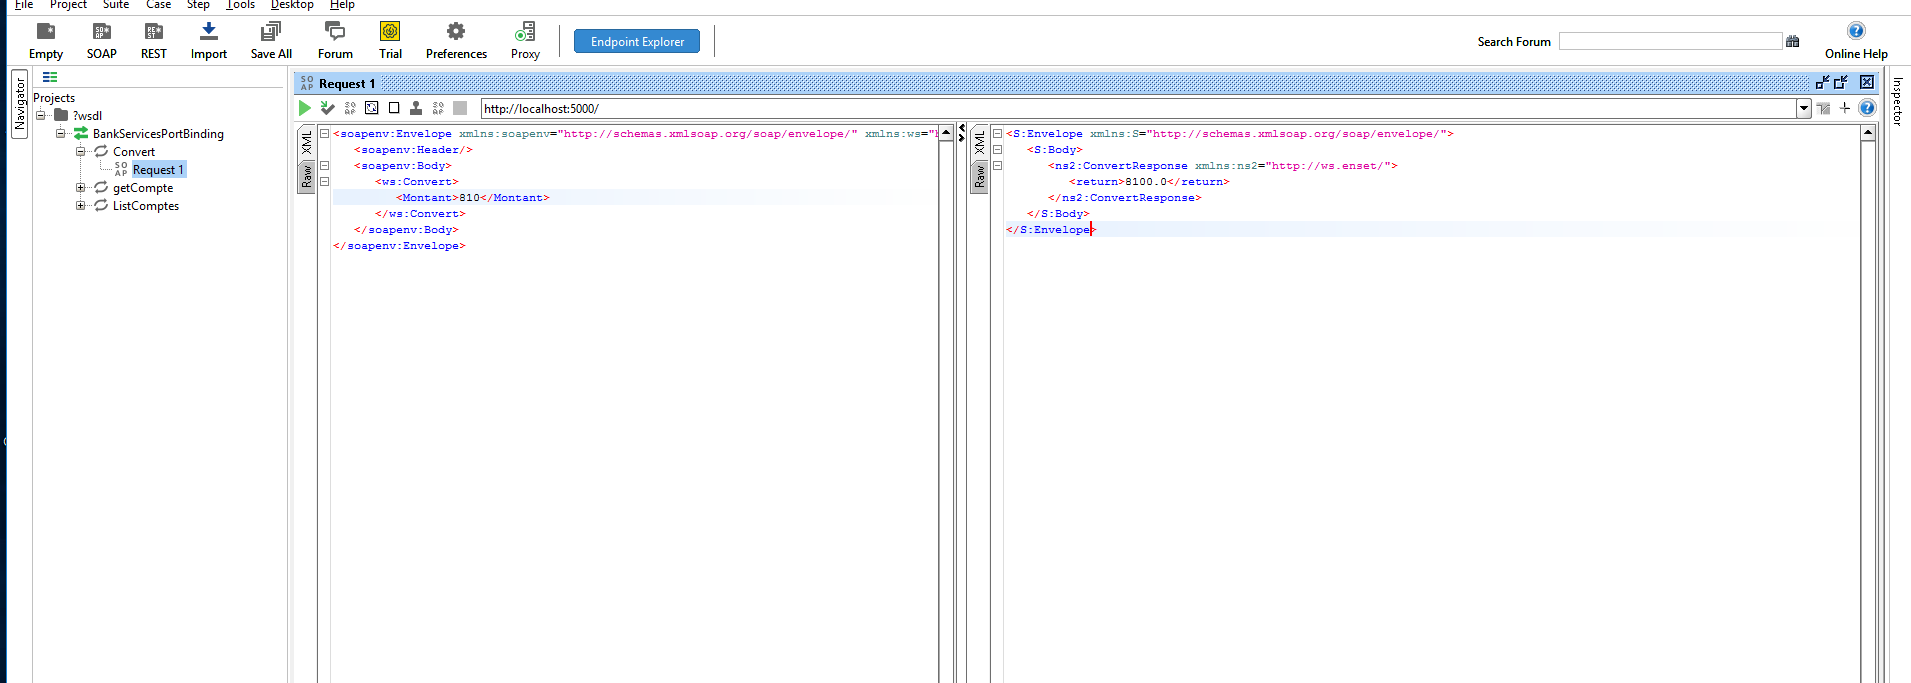 File Project Suite Case Step Tools Desktop Help
Empty SOAP REST Import Save All Forum Trial Preferences Proxy Endpoint Explorer Search Forum Online Help
Navigator
Projects
?wsdl
BankServicesPortBinding
Convert
Request 1
getCompte
ListComptes
Request 1
http://localhost:5000/
XML
Raw
<soapenv:Envelope xmlns:soapenv="http://schemas.xmlsoap.org/soap/envelope/" xmlns:ws="
<soapenv:Header/>
<soapenv:Body>
<ws:Convert>
<Montant>810</Montant>
</ws:Convert>
</soapenv:Body>
</soapenv:Envelope>
XML
Raw
<S:Envelope xmlns:S="http://schemas.xmlsoap.org/soap/envelope/">
<S:Body>
<ns2:ConvertResponse xmlns:ns2="http://ws.enset/">
<return>8100.0</return>
</ns2:ConvertResponse>
</S:Body>
</S:Envelope>
Inspector